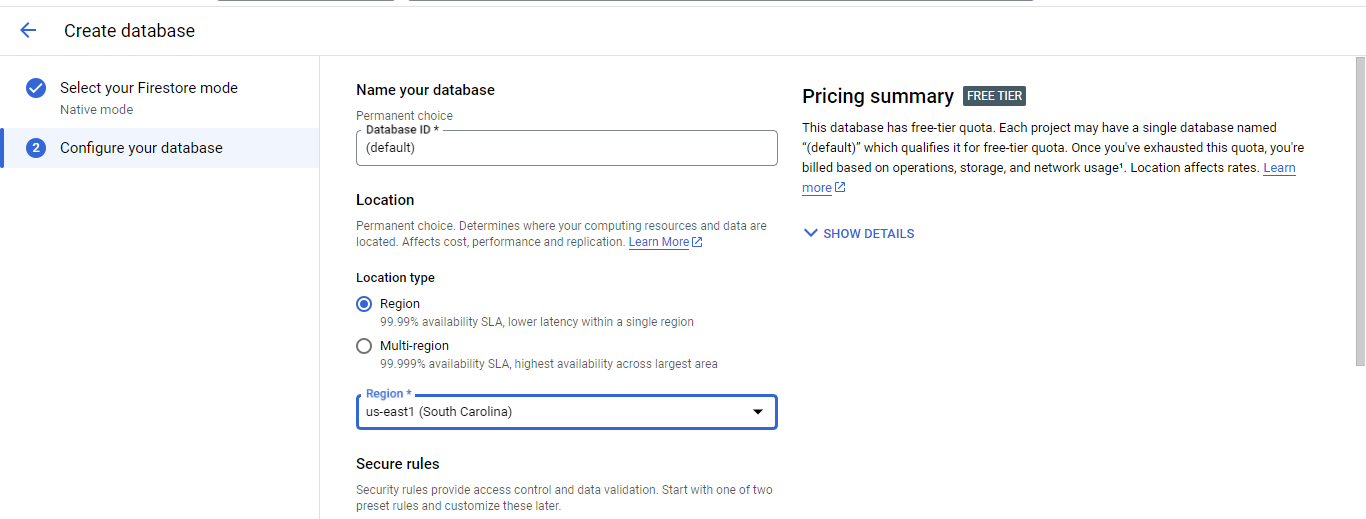 Create database
Select your Firestore mode
Native mode
2
Configure your database
Name your database
Permanent choice
Database ID *
(default)
Location
Permanent choice. Determines where your computing resources and data are
located. Affects cost, performance and replication. Learn More
Location type
Region
99.99% availability SLA, lower latency within a single region
Multi-region
99.999% availability SLA, highest availability across largest area
Region *
us-east1 (South Carolina)
Secure rules
Security rules provide access control and data validation. Start with one of two
preset rules and customize these later.
Pricing summary FREE TIER
This database has free-tier quota. Each project may have a single database named
“(default)” which qualifies it for free-tier quota. Once you've exhausted this quota, you're
billed based on operations, storage, and network usage¹. Location affects rates. Learn
more
SHOW DETAILS